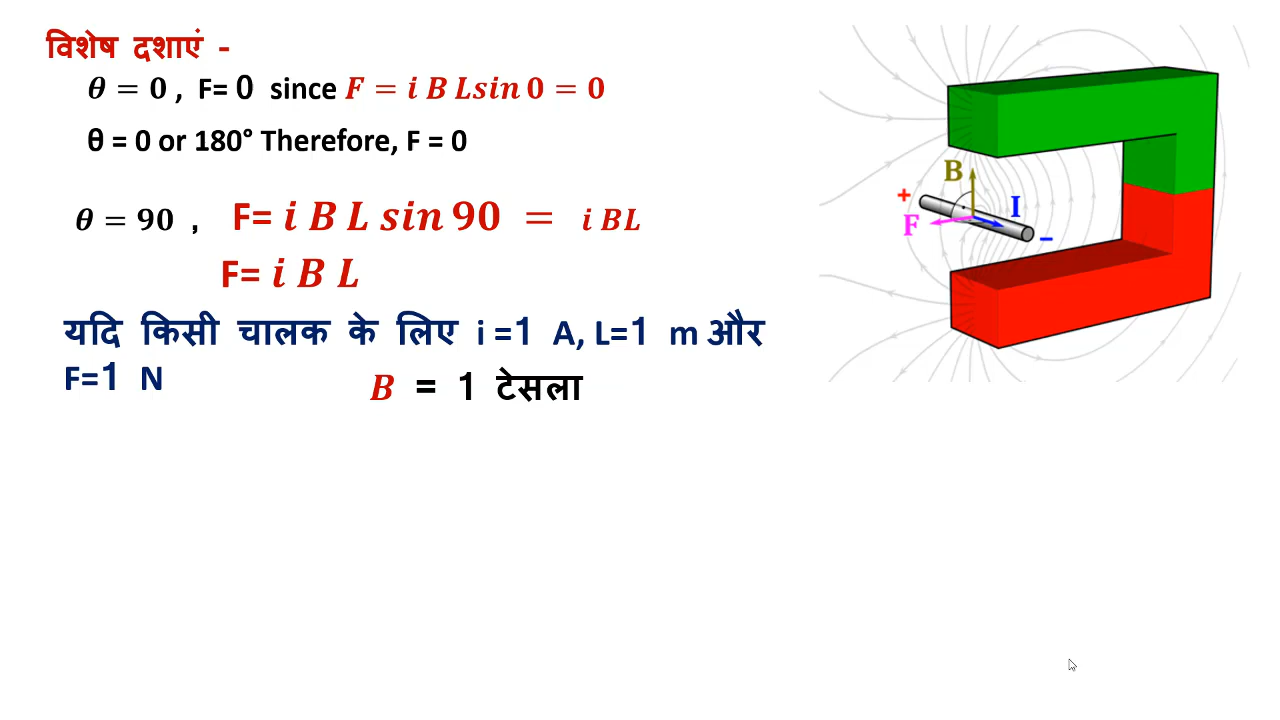 विशेष दशाएं -
𝜃 = 0 , F= 0 since 𝑭 = 𝒊 𝑩 𝑳𝒔𝒊𝒏 𝟎 = 𝟎
θ = 0 or 180° Therefore, F = 0
𝜃 = 90 , F= 𝒊 𝑩 𝑳 𝒔𝒊𝒏 𝟗𝟎 = 𝒊 𝑩𝑳
F= 𝒊 𝑩 𝑳
यदि किसी चालक के लिए i =1 A, L=1 m और
F=1 N
𝑩 = 1 टेसला
B
+
I
F
−